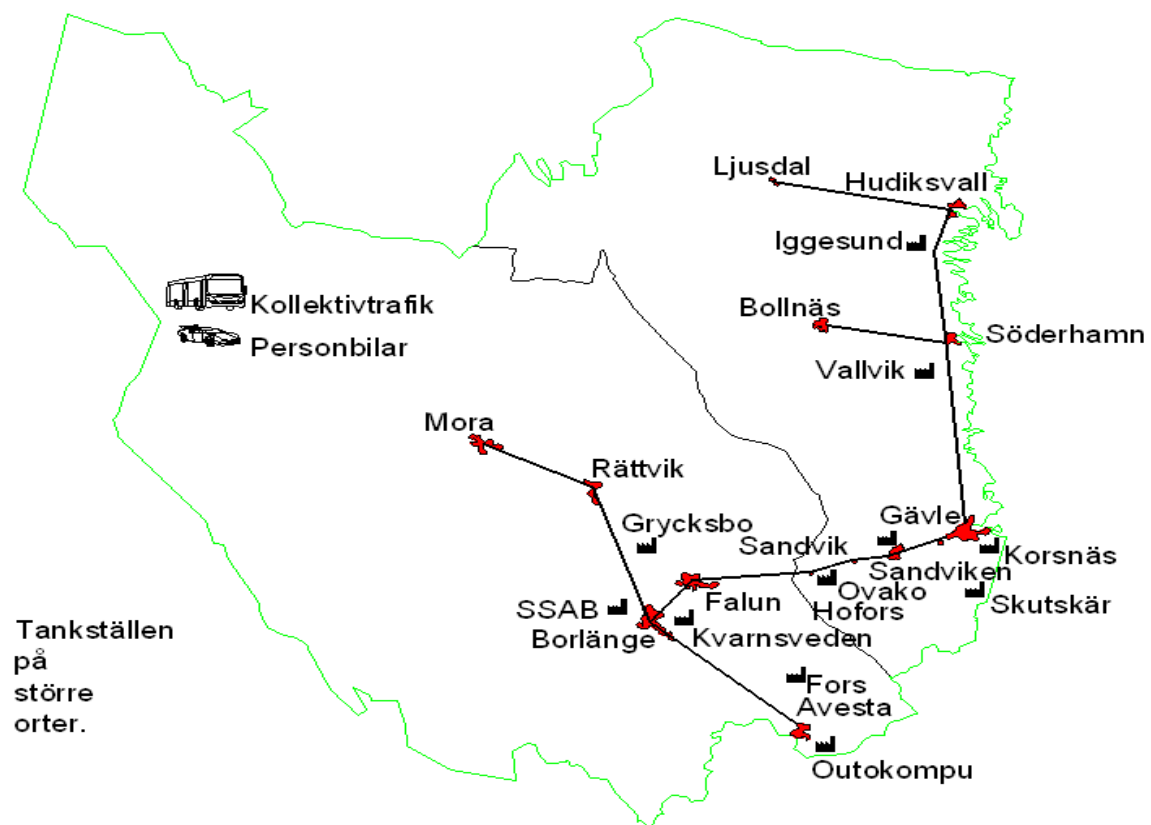 Ljusdal
Hudiksvall
Iggesund
Kollektivtrafik
Bollnäs
Söderhamn
Personbilar
Vallvik
Mora
Rättvik
Grycksbo
Gävle
Sandvik
Korsnäs
Sandviken
Ovako
Hofors
Skutskär
Falun
SSAB
Borlänge
Kvarnsveden
Tankställen
på
större
orter.
Fors
Avesta
Outokompu